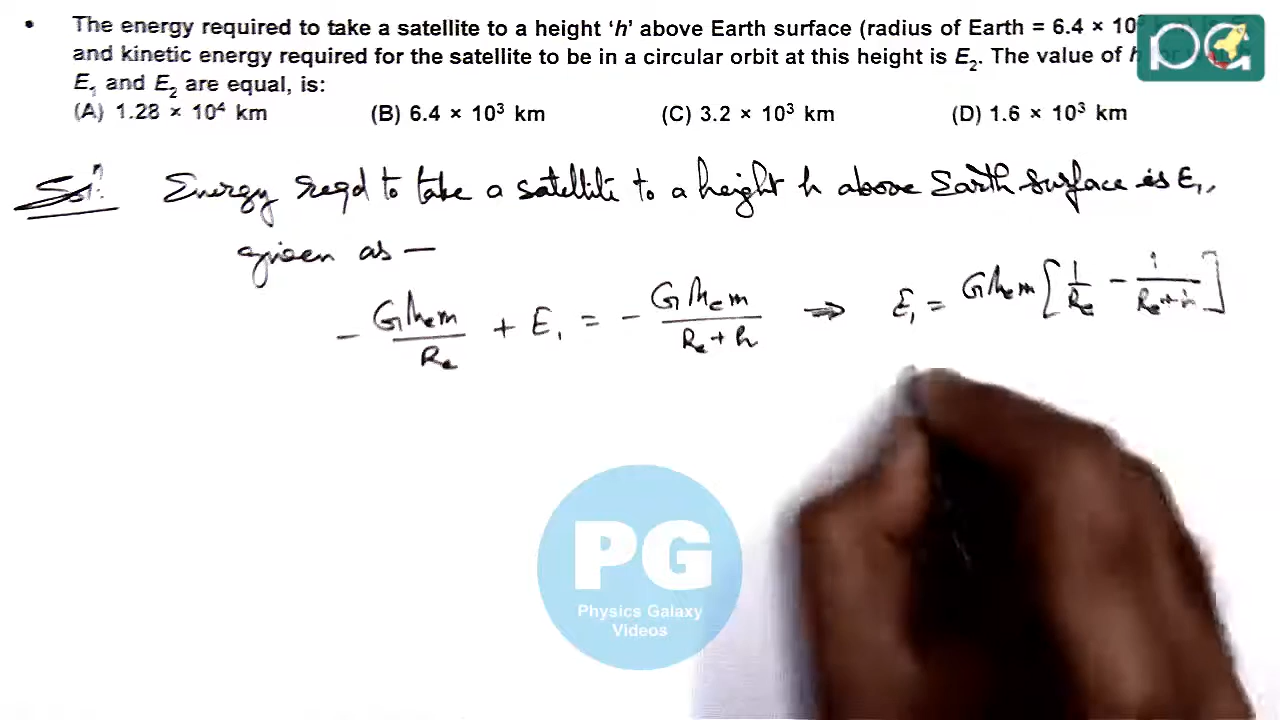 • The energy required to take a satellite to a height ‘h’ above Earth surface (radius of Earth = 6.4 × 10
and kinetic energy required for the satellite to be in a circular orbit at this height is E₂. The value of h
E₁ and E₂ are equal, is:
(A) 1.28 × 10⁴ km (B) 6.4 × 10³ km (C) 3.2 × 10³ km (D) 1.6 × 10³ km
Solⁿ: Energy reqd to take a satellite to a height h above Earth surface is E₁,
given as —
- GMₑm/Rₑ + E₁ = - GMₑm/(Rₑ + h) ⇒ E₁ = GMₑm [1/Rₑ - 1/(Rₑ + h)]
PG
Physics Galaxy
Videos